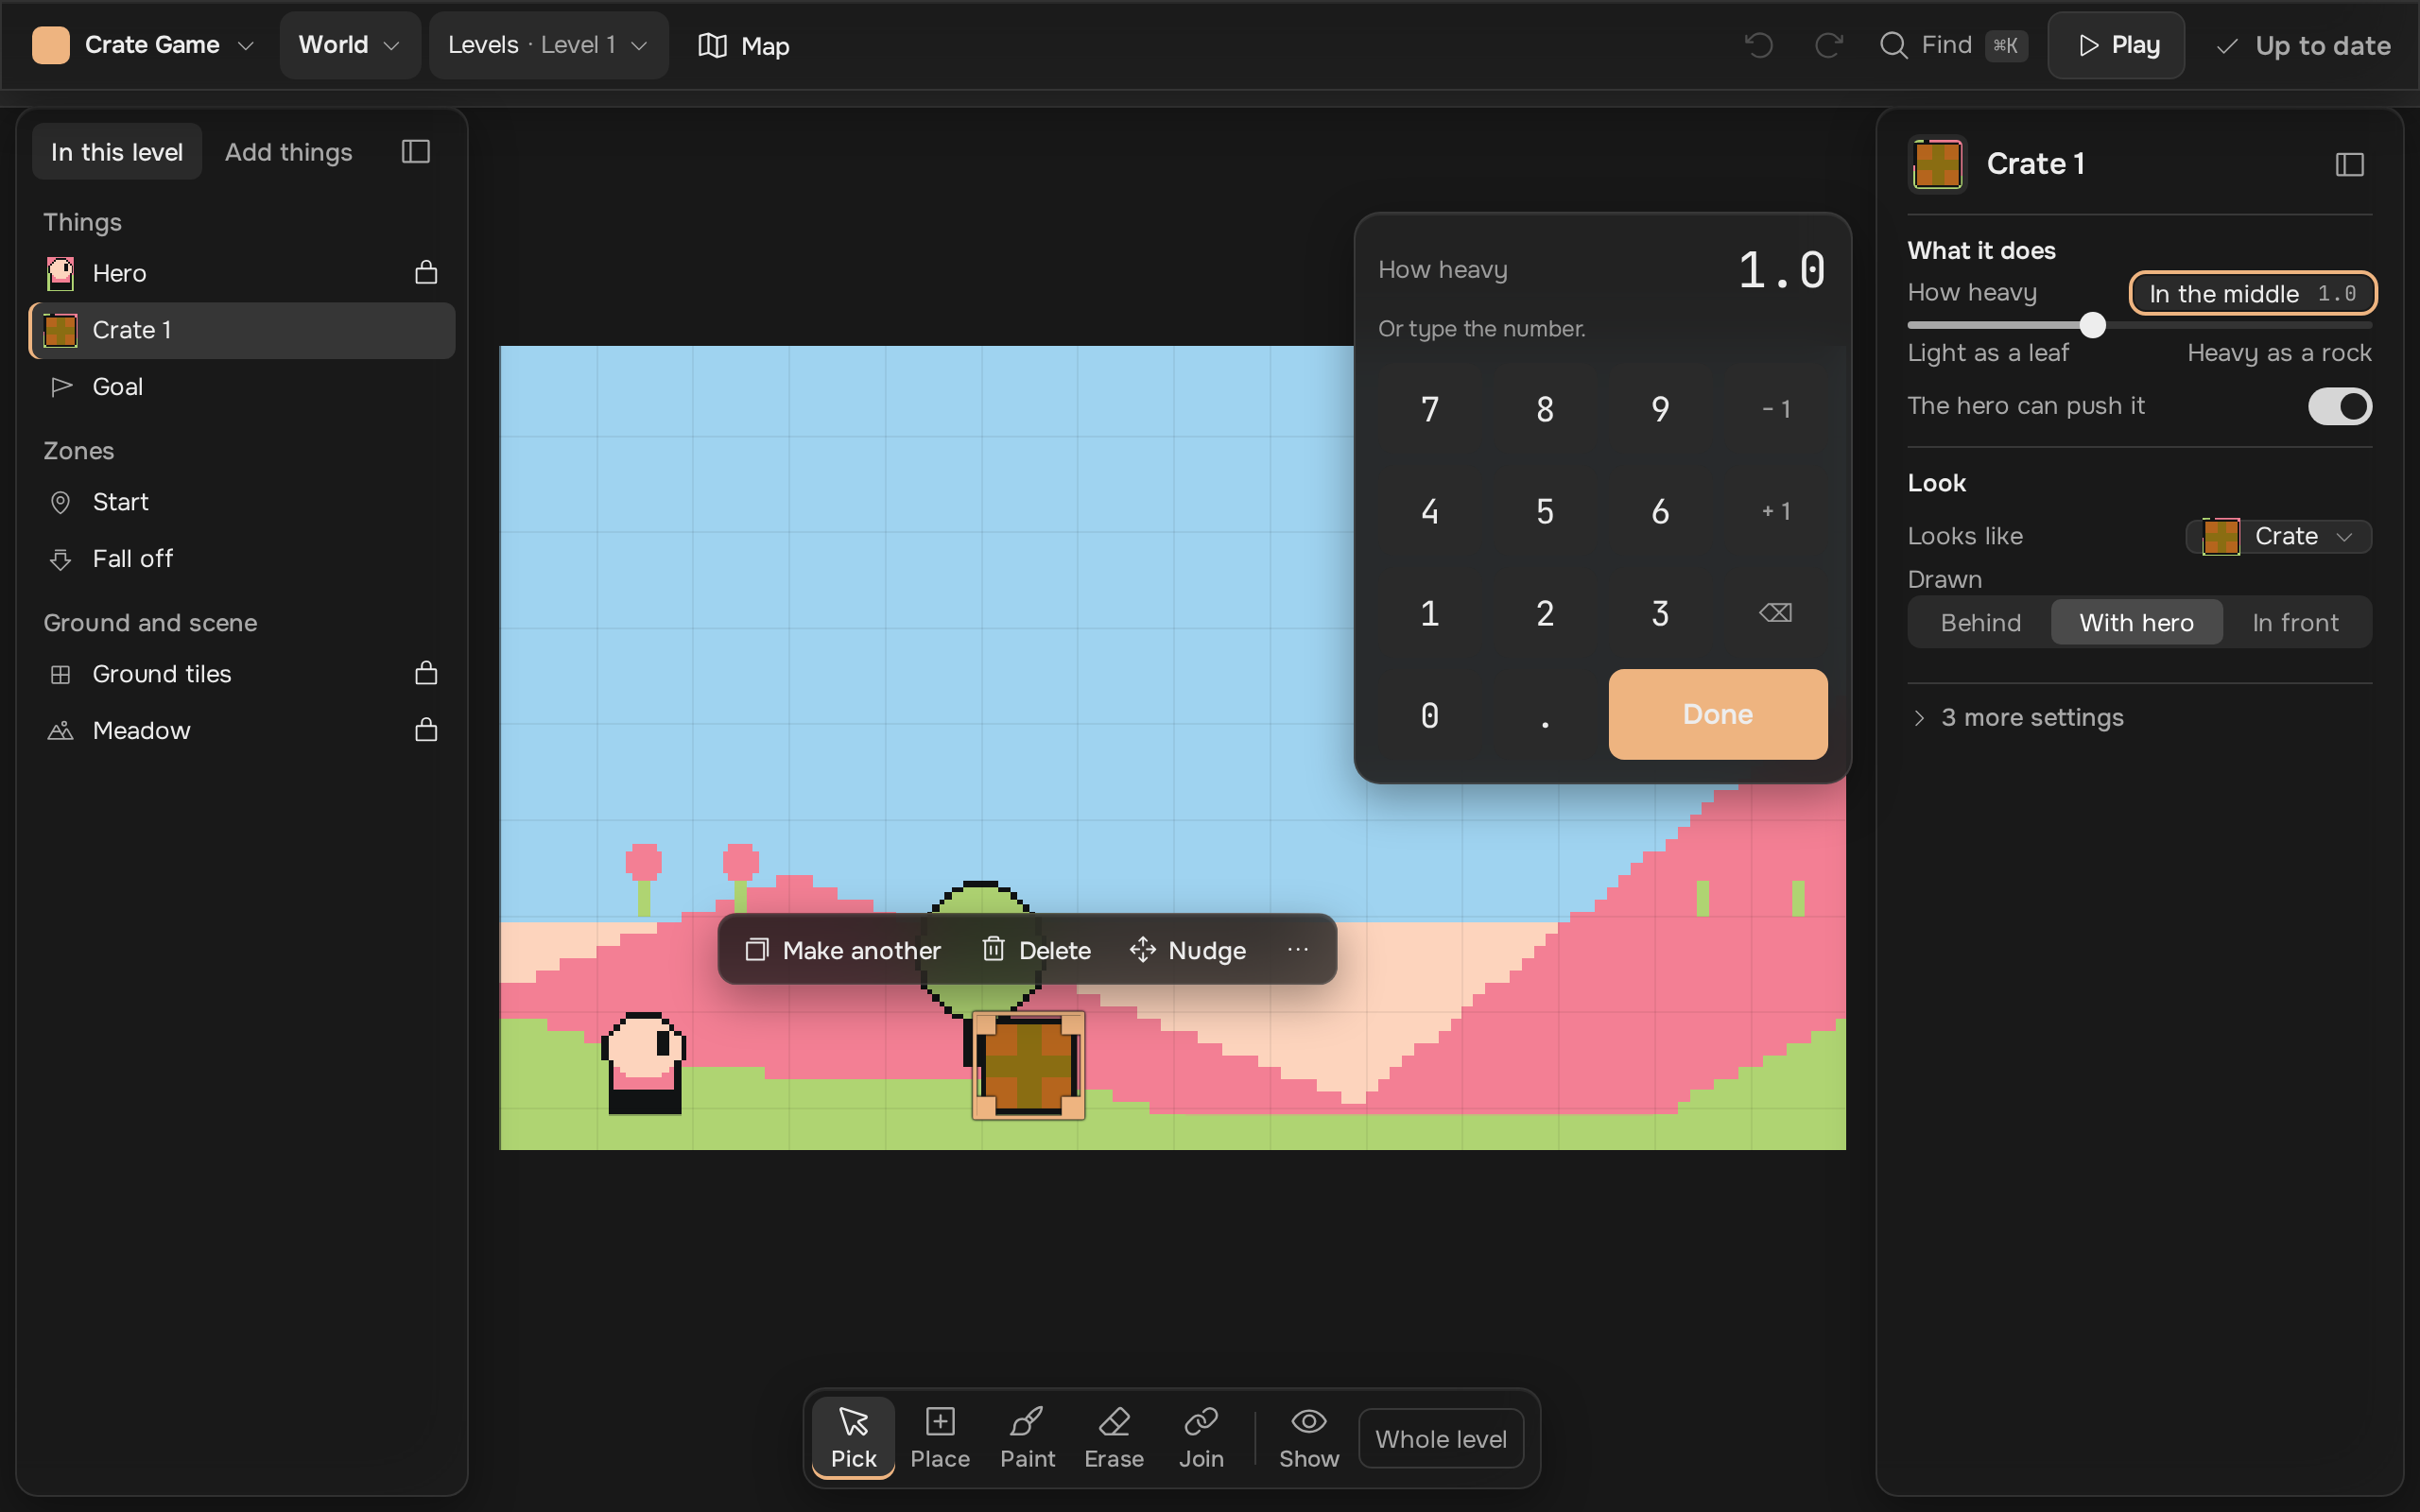 Crate Game
World
Levels · Level 1
Map
Find ⌘K
Play
Up to date
In this level
Add things
Things
Hero
Crate 1
Goal
Zones
Start
Fall off
Ground and scene
Ground tiles
Meadow
How heavy 1.0
Or type the number.
7 8 9 − 1
4 5 6 + 1
1 2 3
0 . Done
Make another
Delete
Nudge
Pick
Place
Paint
Erase
Join
Show
Whole level
Crate 1
What it does
How heavy
In the middle 1.0
Light as a leaf
Heavy as a rock
The hero can push it
Look
Looks like
Crate
Drawn
Behind
With hero
In front
3 more settings